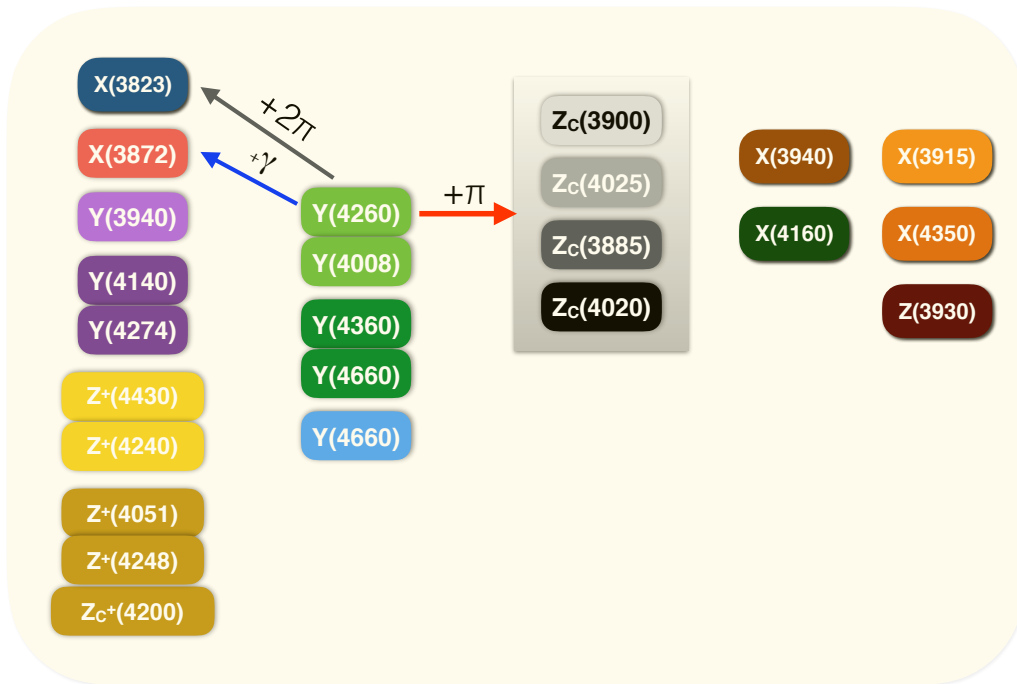 X(3823)
X(3872)
Y(3940)
Y(4140)
Y(4274)
Z+(4430)
Z+(4240)
Z+(4051)
Z+(4248)
ZC+(4200)
+2π
+γ
Y(4260)
Y(4008)
Y(4360)
Y(4660)
Y(4660)
+π
ZC(3900)
ZC(4025)
ZC(3885)
ZC(4020)
X(3940)
X(3915)
X(4160)
X(4350)
Z(3930)